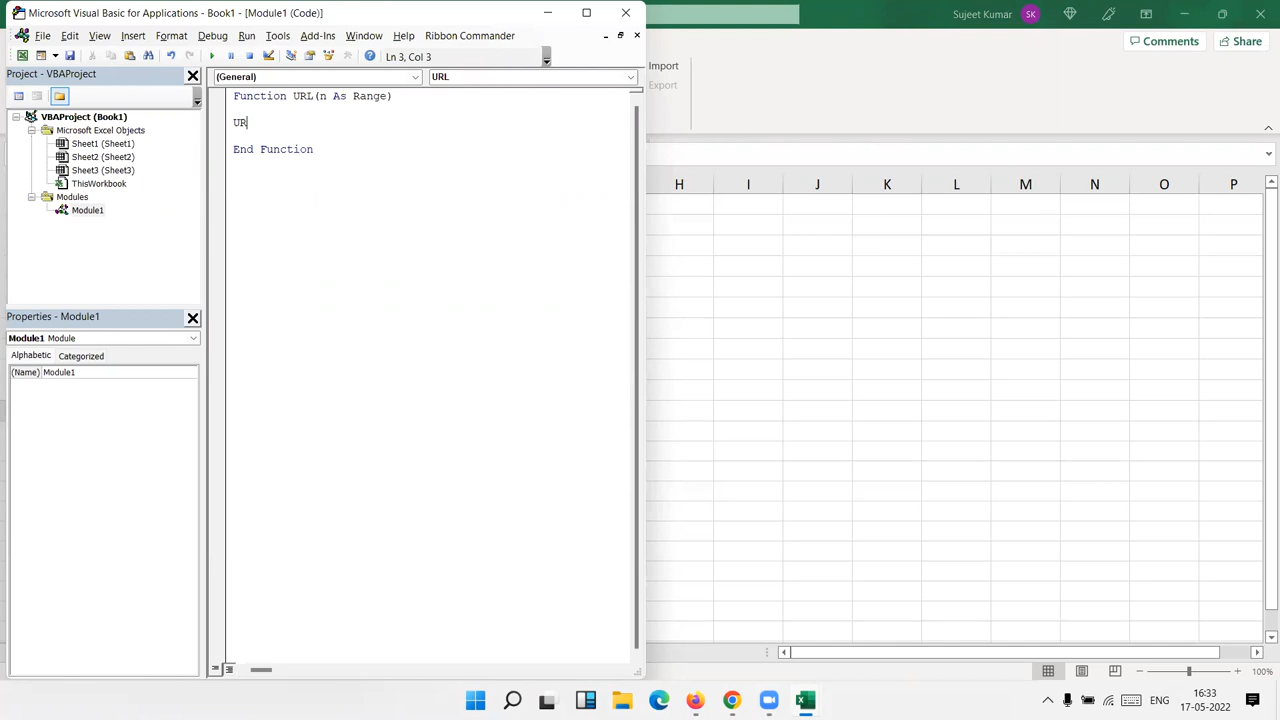 Microsoft Visual Basic for Applications - Book1 - [Module1 (Code)]
Sujeet Kumar SK
File Edit View Insert Format Debug Run Tools Add-Ins Window Help Ribbon Commander
Comments Share
Ln 3, Col 3
Import
Export
Project - VBAProject
(General) URL
Function URL(n As Range)
UR
End Function
VBAProject (Book1)
Microsoft Excel Objects
Sheet1 (Sheet1)
Sheet2 (Sheet2)
Sheet3 (Sheet3)
ThisWorkbook
Modules
Module1
H I J K L M N O P
Properties - Module1
Module1 Module
Alphabetic Categorized
(Name) Module1
100%
ENG
16:33
17-05-2022